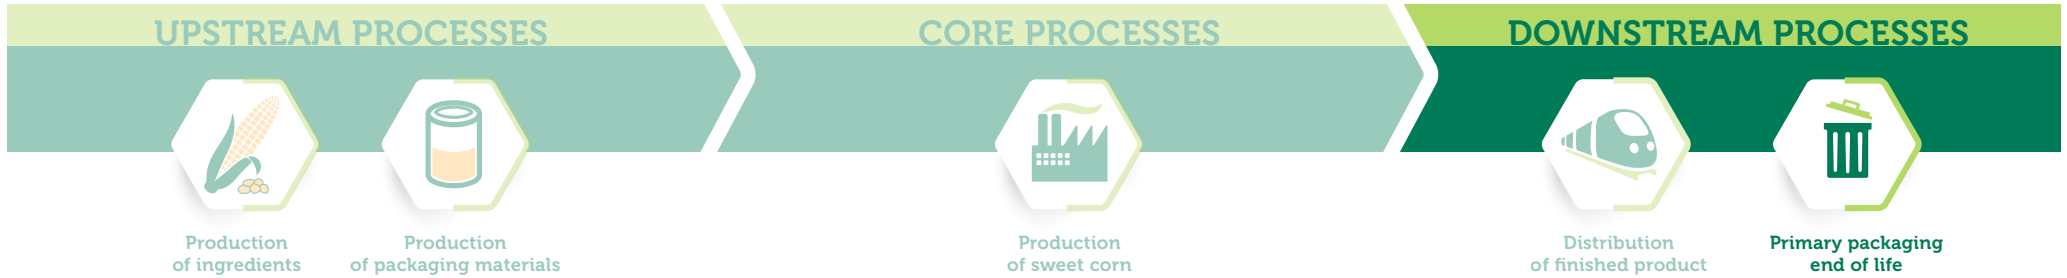 UPSTREAM PROCESSES
CORE PROCESSES
DOWNSTREAM PROCESSES
Production
of ingredients
Production
of packaging materials
Production
of sweet corn
Distribution
of finished product
Primary packaging
end of life